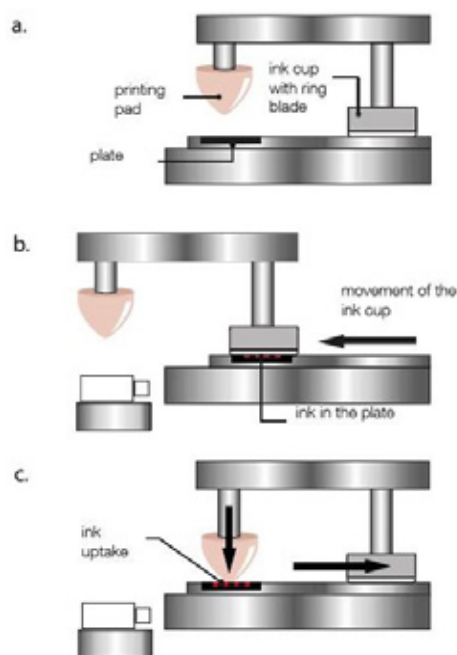 a.
printing
pad
ink cup
with ring
blade
plate
b.
movement of the
ink cup
ink in the plate
c.
ink
uptake